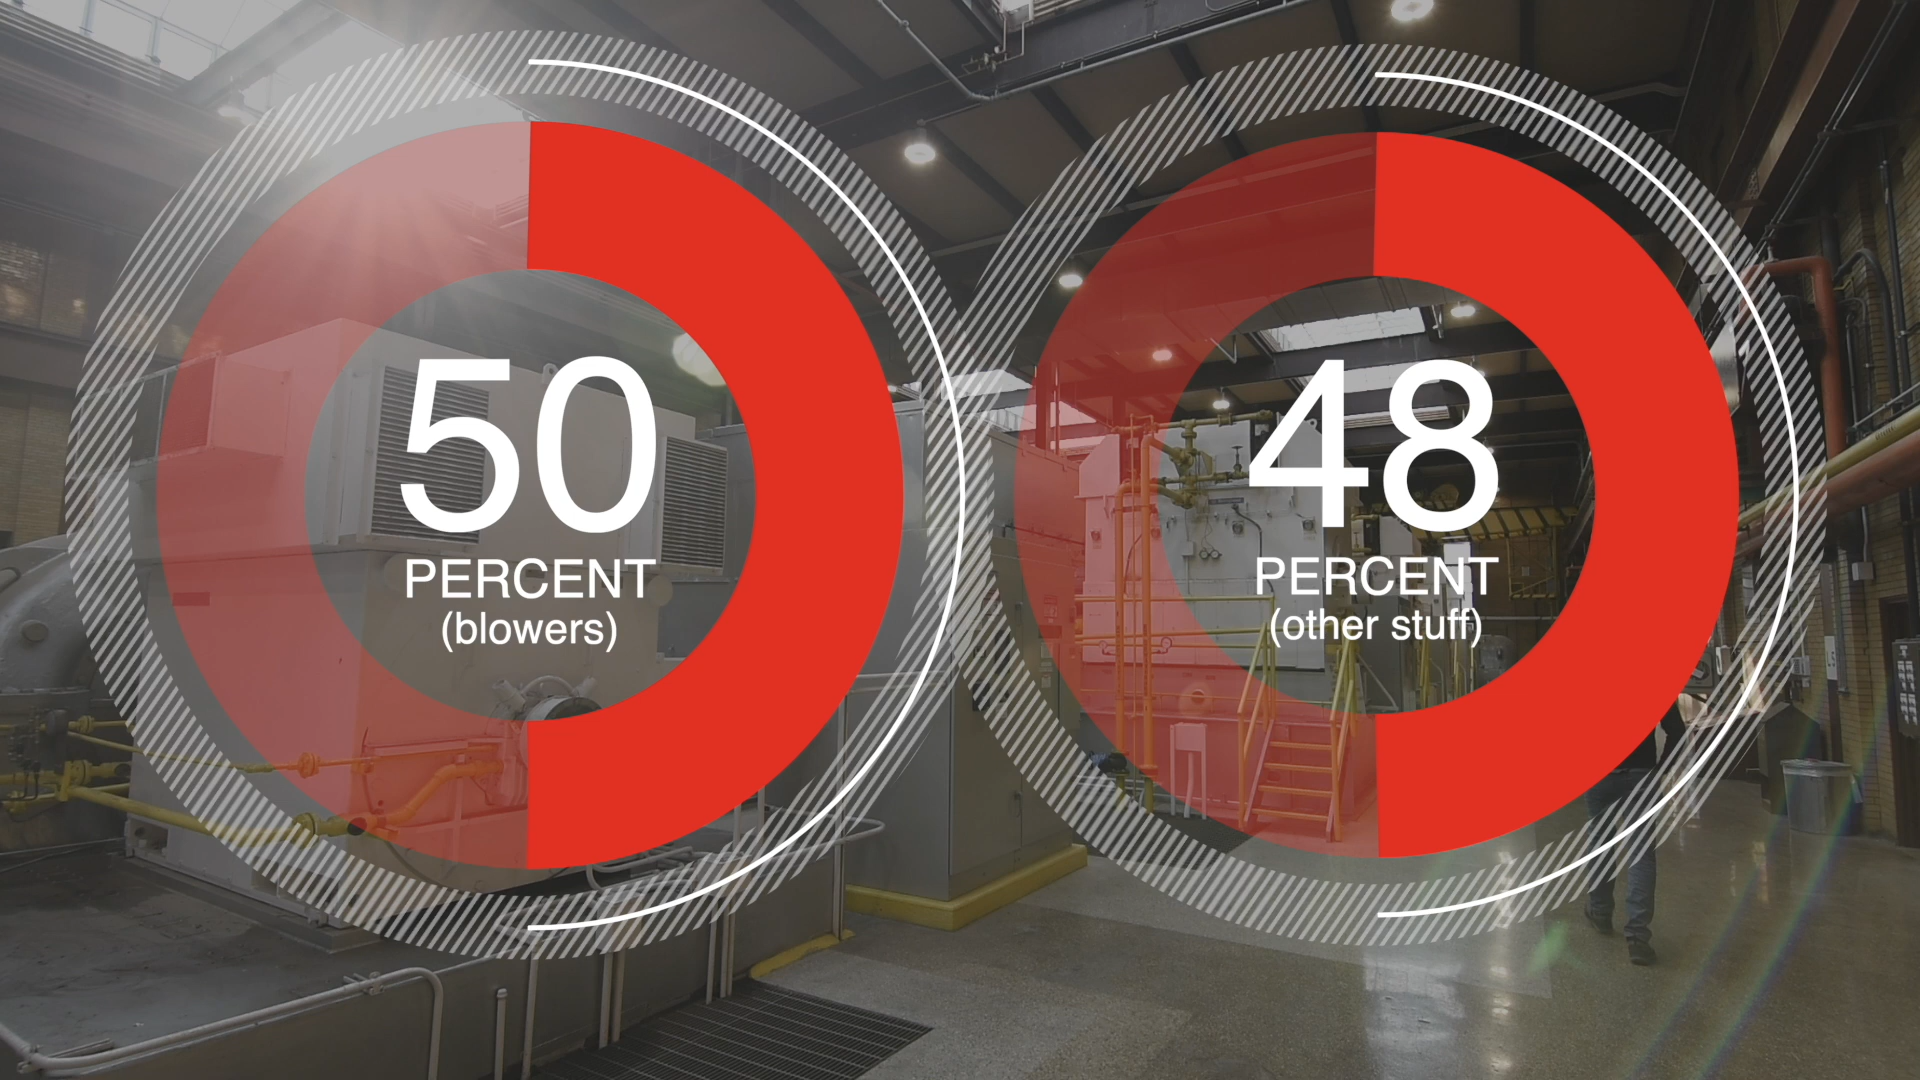 50
PERCENT
(blowers)
48
PERCENT
(other stuff)